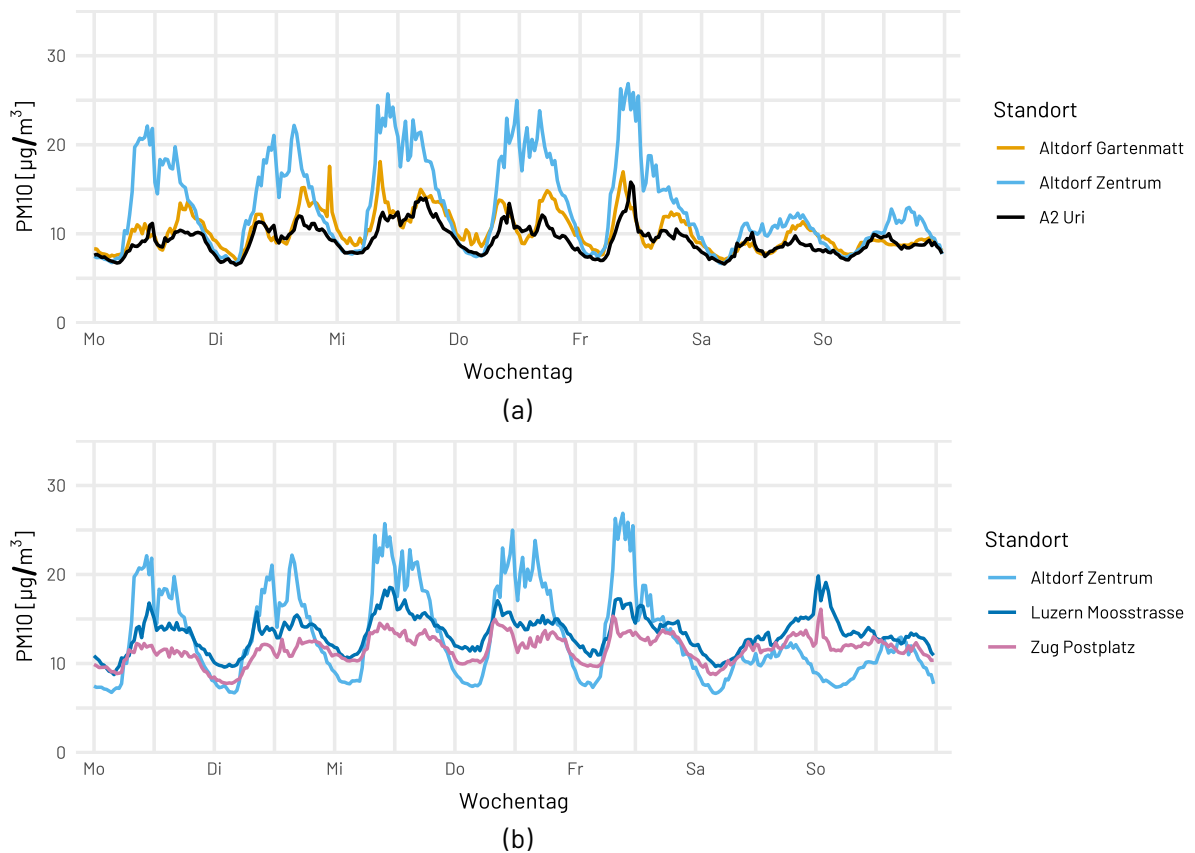 30
20
10
0
PM10 [µg/m³]
Mo Di Mi Do Fr Sa So
Wochentag
Standort
Altdorf Gartenmatt
Altdorf Zentrum
A2 Uri
(a)
30
20
10
0
PM10 [µg/m³]
Mo Di Mi Do Fr Sa So
Wochentag
Standort
Altdorf Zentrum
Luzern Moosstrasse
Zug Postplatz
(b)